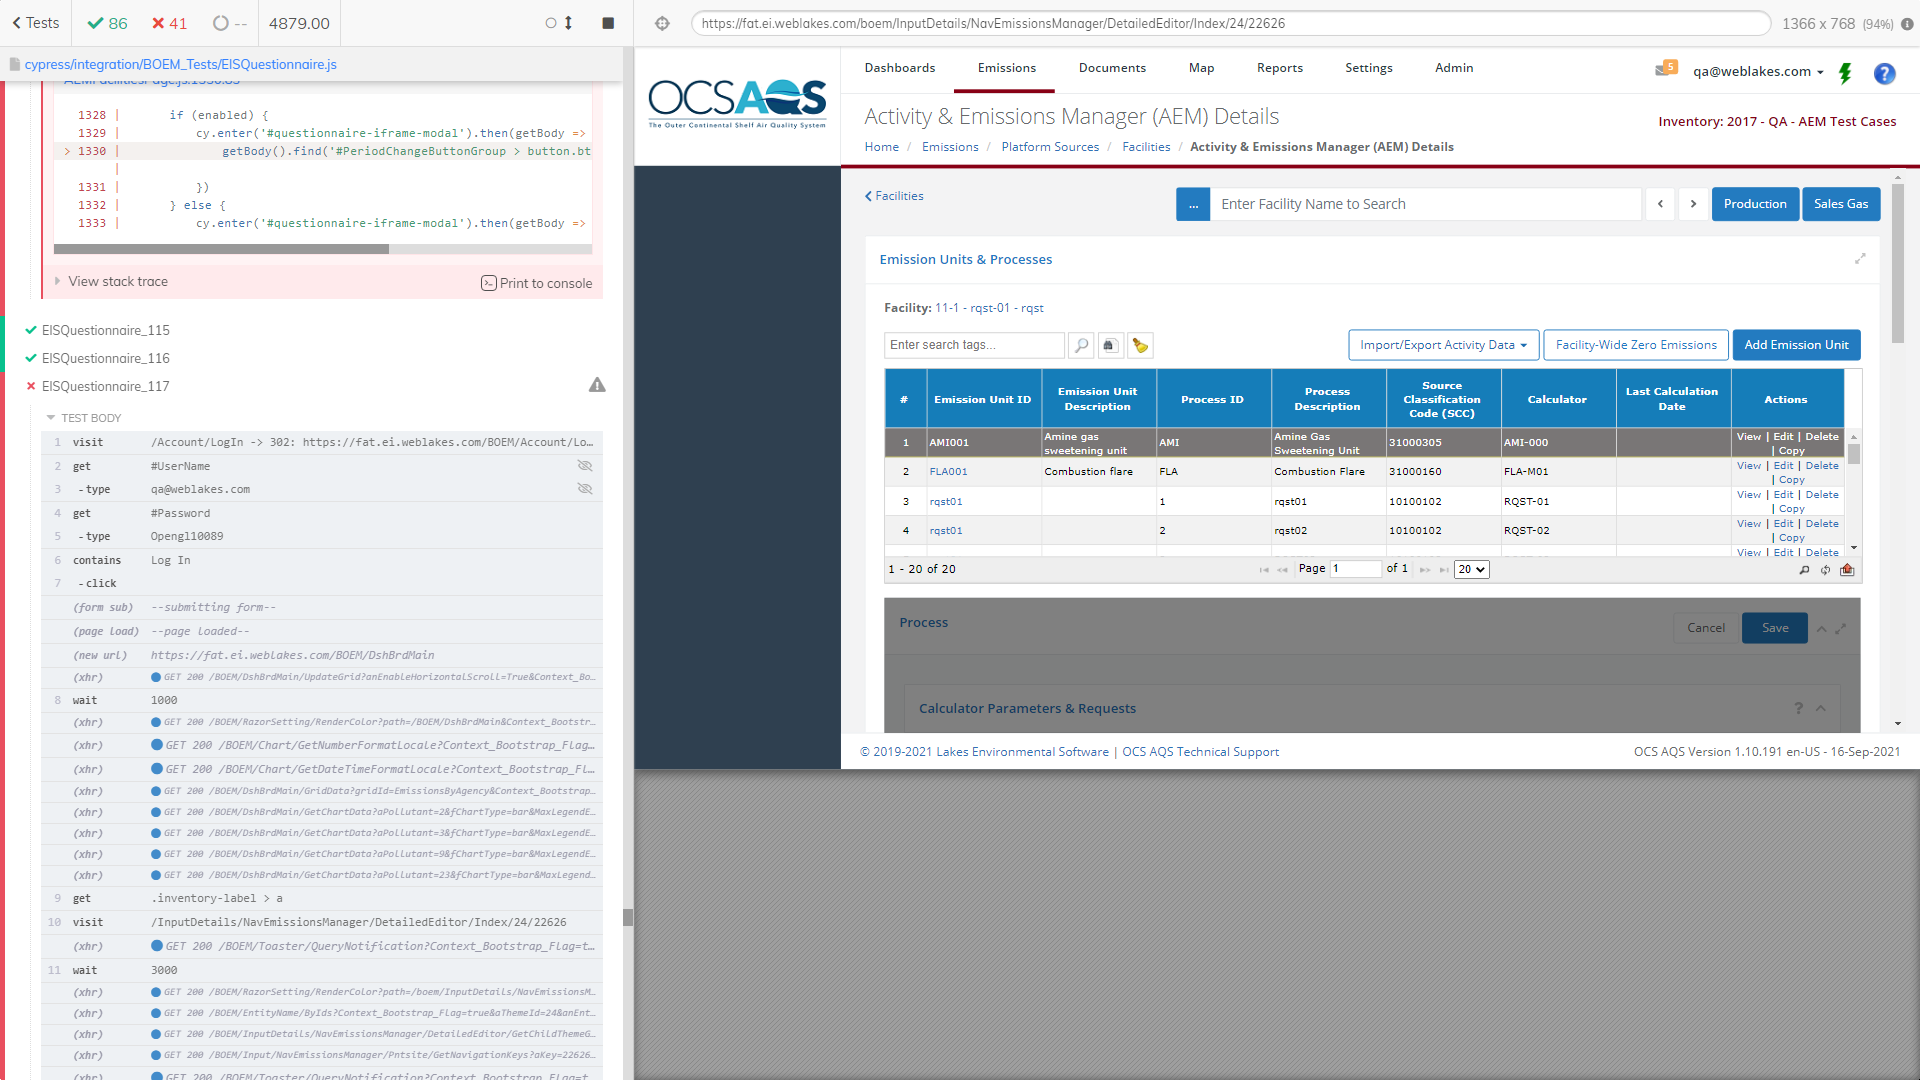 Tests
86
41
--
4879.00
cypress/integration/BOEM_Tests/EISQuestionnaire.js
1328 | if (enabled) {
1329 | cy.enter('#questionnaire-iframe-modal').then(getBody =>
> 1330 | getBody().find('#PeriodChangeButtonGroup > button.bt
|
1331 | })
1332 | } else {
1333 | cy.enter('#questionnaire-iframe-modal').then(getBody =>
View stack trace
Print to console
EISQuestionnaire_115
EISQuestionnaire_116
EISQuestionnaire_117
TEST BODY
1 visit /Account/LogIn -> 302: https://fat.ei.weblakes.com/BOEM/Account/Lo...
2 get #UserName
3 -type qa@weblakes.com
4 get #Password
5 -type Opengl10089
6 contains Log In
7 -click
(form sub) --submitting form--
(page load) --page loaded--
(new url) https://fat.ei.weblakes.com/BOEM/DshBrdMain
(xhr) GET 200 /BOEM/DshBrdMain/UpdateGrid?anEnableHorizontalScroll=True&Context_Bo...
8 wait 1000
(xhr) GET 200 /BOEM/RazorSetting/RenderColor?path=/BOEM/DshBrdMain&Context_Bootstr...
(xhr) GET 200 /BOEM/Chart/GetNumberFormatLocale?Context_Bootstrap_Flag...
(xhr) GET 200 /BOEM/Chart/GetDateTimeFormatLocale?Context_Bootstrap_Fl...
(xhr) GET 200 /BOEM/DshBrdMain/GridData?gridId=EmissionsByAgency&Context_Bootstrap...
(xhr) GET 200 /BOEM/DshBrdMain/GetChartData?aPollutant=2&fChartType=bar&MaxLegendE...
(xhr) GET 200 /BOEM/DshBrdMain/GetChartData?aPollutant=3&fChartType=bar&MaxLegendE...
(xhr) GET 200 /BOEM/DshBrdMain/GetChartData?aPollutant=9&fChartType=bar&MaxLegendE...
(xhr) GET 200 /BOEM/DshBrdMain/GetChartData?aPollutant=23&fChartType=bar&MaxLegend...
9 get .inventory-label > a
10 visit /InputDetails/NavEmissionsManager/DetailedEditor/Index/24/22626
(xhr) GET 200 /BOEM/Toaster/QueryNotification?Context_Bootstrap_Flag=t...
11 wait 3000
(xhr) GET 200 /BOEM/RazorSetting/RenderColor?path=/boem/InputDetails/NavEmissionsM...
(xhr) GET 200 /BOEM/EntityName/ByIds?Context_Bootstrap_Flag=true&aThemeId=24&anEnt...
(xhr) GET 200 /BOEM/InputDetails/NavEmissionsManager/DetailedEditor/GetChildThemeG...
(xhr) GET 200 /BOEM/Input/NavEmissionsManager/Pntsite/GetNavigationKeys?aKey=22626...
(xhr) GET 200 /BOEM/Toaster/QueryNotification?Context_Bootstrap_Flag=t...
https://fat.ei.weblakes.com/boem/InputDetails/NavEmissionsManager/DetailedEditor/Index/24/22626
1366 x 768 (94%)
OCSAQS
The Outer Continental Shelf Air Quality System
Dashboards Emissions Documents Map Reports Settings Admin
5
qa@weblakes.com
Activity & Emissions Manager (AEM) Details
Inventory: 2017 - QA - AEM Test Cases
Home / Emissions / Platform Sources / Facilities / Activity & Emissions Manager (AEM) Details
Facilities
... Enter Facility Name to Search
Production
Sales Gas
Emission Units & Processes
Facility: 11-1 - rqst-01 - rqst
Enter search tags...
Import/Export Activity Data
Facility-Wide Zero Emissions
Add Emission Unit
# Emission Unit ID Emission Unit Description Process ID Process Description Source Classification Code (SCC) Calculator Last Calculation Date Actions
1 AMI001 Amine gas sweetening unit AMI Amine Gas Sweetening Unit 31000305 AMI-000 View | Edit | Delete | Copy
2 FLA001 Combustion flare FLA Combustion Flare 31000160 FLA-M01 View | Edit | Delete | Copy
3 rqst01 1 rqst01 10100102 RQST-01 View | Edit | Delete | Copy
4 rqst01 2 rqst02 10100102 RQST-02 View | Edit | Delete | Copy
View | Edit | Delete
1 - 20 of 20
Page 1 of 1
20
Process
Cancel
Save
Calculator Parameters & Requests
?
© 2019-2021 Lakes Environmental Software | OCS AQS Technical Support
OCS AQS Version 1.10.191 en-US - 16-Sep-2021